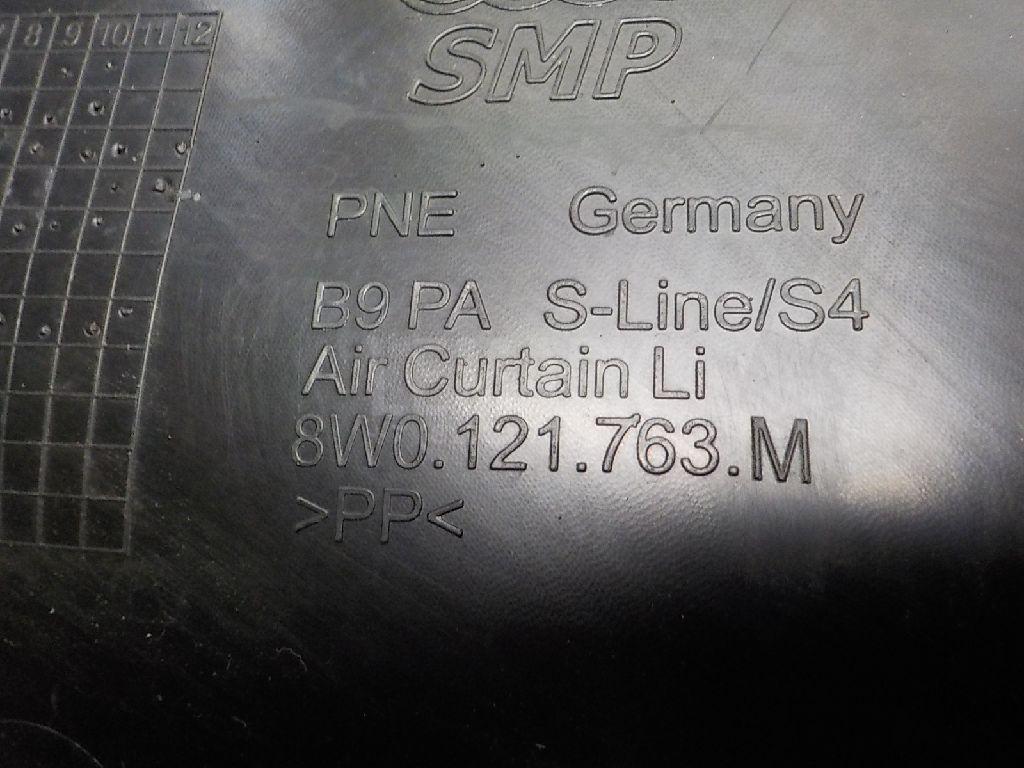 8 9 10 11 12
SMP
PNE Germany
B9 PA S-Line/S4
Air Curtain Li
8W0.121.763.M
>PP<